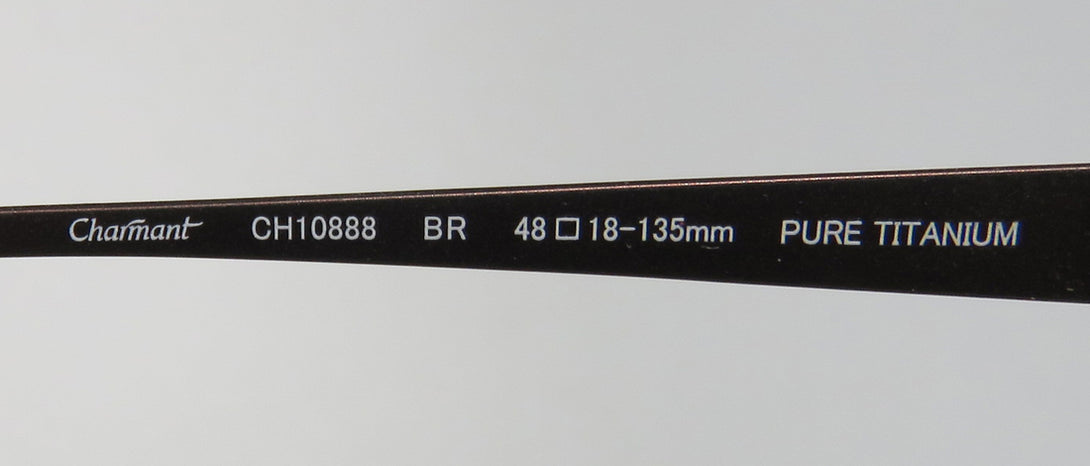 Charmant CH10888 BR 48□18-135mm PURE TITANIUM